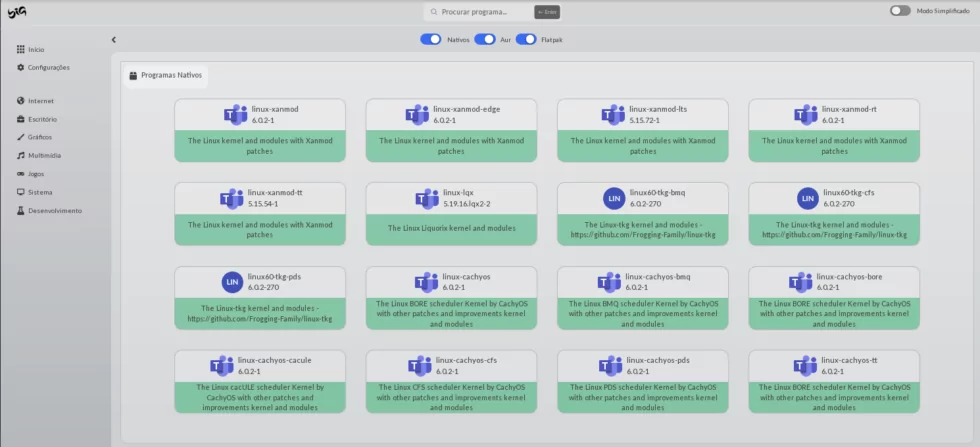 big
Procurar programa...
Enter
Modo Simplificado
Nativos
Aur
Flatpak
Início
Configurações
Internet
Escritório
Gráficos
Multimídia
Jogos
Sistema
Desenvolvimento
Programas Nativos
linux-xanmod
6.0.2-1
The Linux kernel and modules with Xanmod
patches
linux-xanmod-edge
6.0.2-1
The Linux kernel and modules with Xanmod
patches
linux-xanmod-lts
5.15.72-1
The Linux kernel and modules with Xanmod
patches
linux-xanmod-rt
6.0.2-1
The Linux kernel and modules with Xanmod
patches
linux-xanmod-tt
5.15.54-1
The Linux kernel and modules with Xanmod
patches
linux-lqx
5.19.16.lqx2-2
The Linux Liquorix kernel and modules
LIN
linux60-tkg-bmq
6.0.2-270
The Linux-tkg kernel and modules -
https://github.com/Frogging-Family/linux-tkg
LIN
linux60-tkg-cfs
6.0.2-270
The Linux-tkg kernel and modules -
https://github.com/Frogging-Family/linux-tkg
LIN
linux60-tkg-pds
6.0.2-270
The Linux-tkg kernel and modules -
https://github.com/Frogging-Family/linux-tkg
linux-cachyos
6.0.2-1
The Linux BORE scheduler Kernel by CachyOS
with other patches and improvements kernel
and modules
linux-cachyos-bmq
6.0.2-1
The Linux BMQ scheduler Kernel by CachyOS
with other patches and improvements kernel
and modules
linux-cachyos-bore
6.0.2-1
The Linux BORE scheduler Kernel by CachyOS
with other patches and improvements kernel
and modules
linux-cachyos-cacule
6.0.2-1
The Linux cacULE scheduler Kernel by
CachyOS with other patches and
improvements kernel and modules
linux-cachyos-cfs
6.0.2-1
The Linux CFS scheduler Kernel by CachyOS
with other patches and improvements kernel
and modules
linux-cachyos-pds
6.0.2-1
The Linux PDS scheduler Kernel by CachyOS
with other patches and improvements kernel
and modules
linux-cachyos-tt
6.0.2-1
The Linux BORE scheduler Kernel by CachyOS
with other patches and improvements kernel
and modules